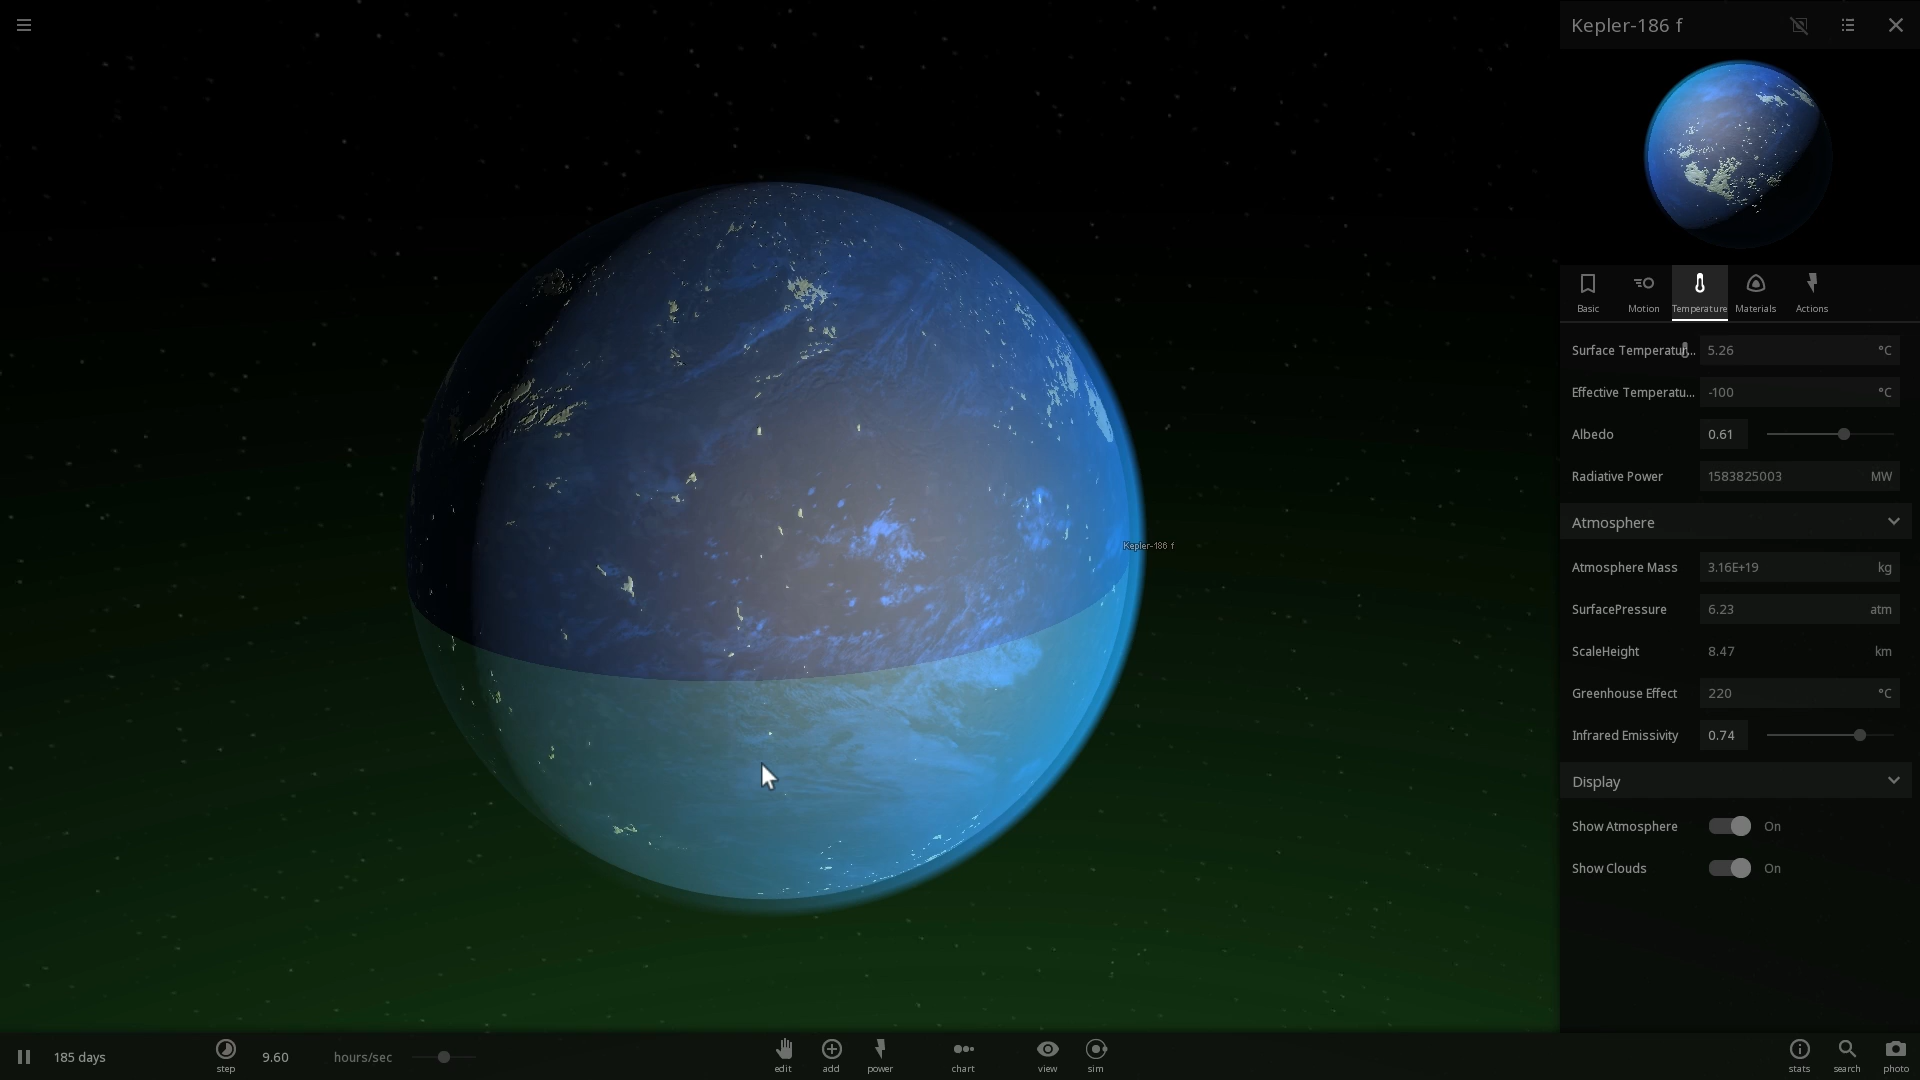 Kepler-186 f
Basic
Motion
Temperature
Materials
Actions
Surface Temperatur... 5.26 °C
Effective Temperatu... -100 °C
Albedo 0.61
Radiative Power 1583825003 MW
Atmosphere
Kepler-186 f
Atmosphere Mass 3.16E+19 kg
SurfacePressure 6.23 atm
ScaleHeight 8.47 km
Greenhouse Effect 220 °C
Infrared Emissivity 0.74
Display
Show Atmosphere On
Show Clouds On
185 days
step
9.60 hours/sec
edit
add
power
chart
view
sim
stats
search
photo